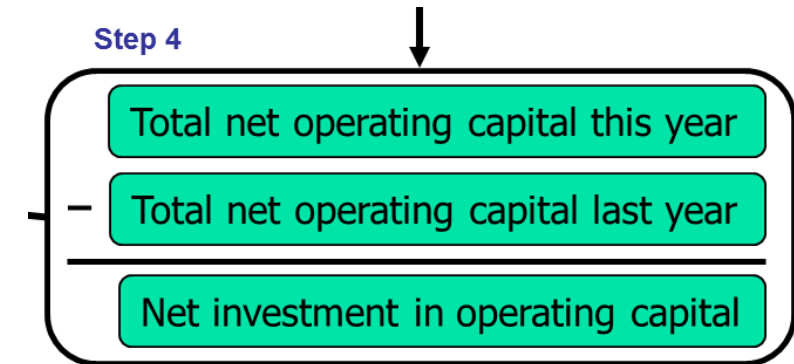 Step 4
Total net operating capital this year
– Total net operating capital last year
Net investment in operating capital